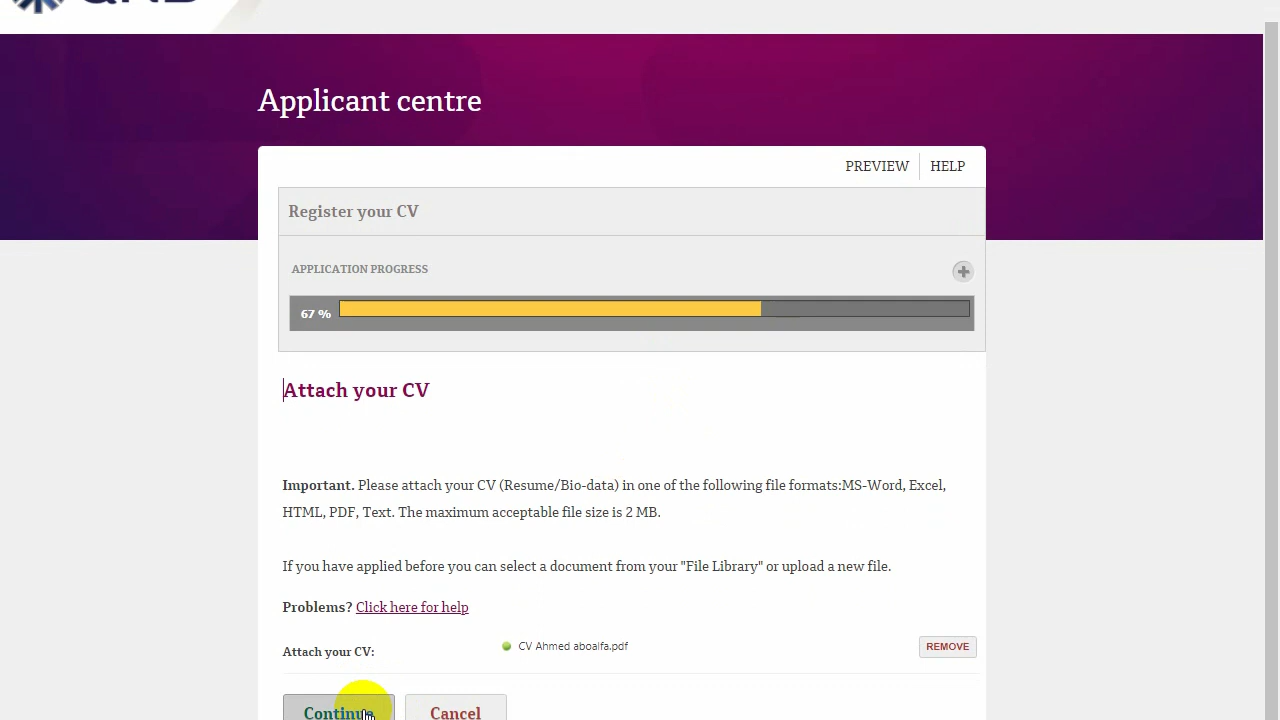 QNB
Applicant centre
PREVIEW HELP
Register your CV
APPLICATION PROGRESS
67 %
Attach your CV
Important. Please attach your CV (Resume/Bio-data) in one of the following file formats:MS-Word, Excel,
HTML, PDF, Text. The maximum acceptable file size is 2 MB.
If you have applied before you can select a document from your "File Library" or upload a new file.
Problems? Click here for help
Attach your CV: CV Ahmed aboalfa.pdf REMOVE
Continue Cancel